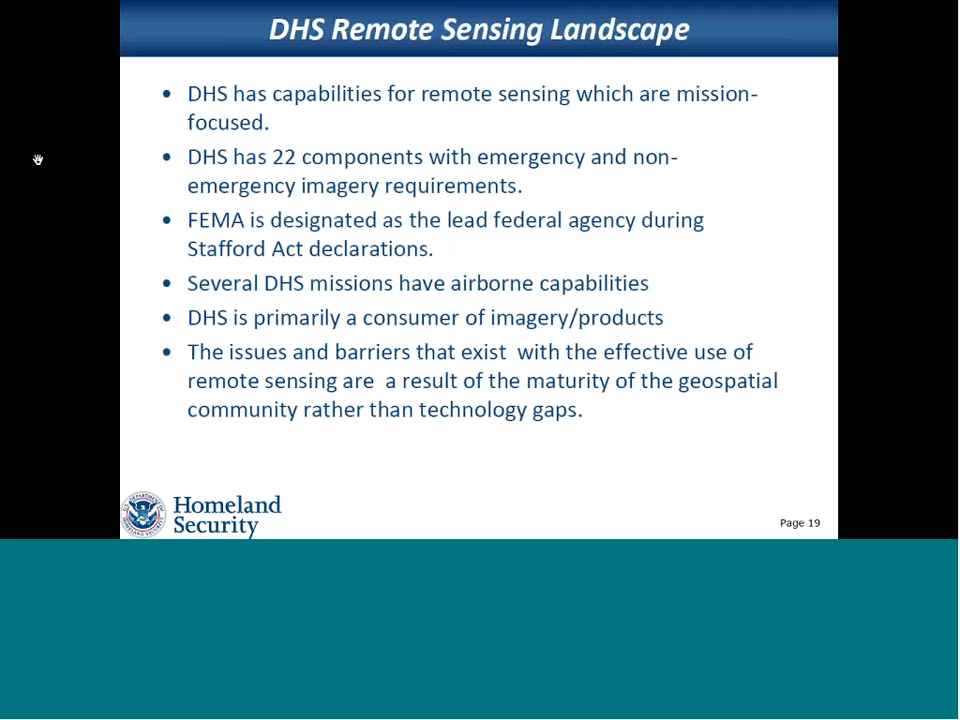 DHS Remote Sensing Landscape
• DHS has capabilities for remote sensing which are mission-
focused.
• DHS has 22 components with emergency and non-
emergency imagery requirements.
• FEMA is designated as the lead federal agency during
Stafford Act declarations.
• Several DHS missions have airborne capabilities
• DHS is primarily a consumer of imagery/products
• The issues and barriers that exist  with the effective use of
remote sensing are  a result of the maturity of the geospatial
community rather than technology gaps.
Homeland
Security
Page 19